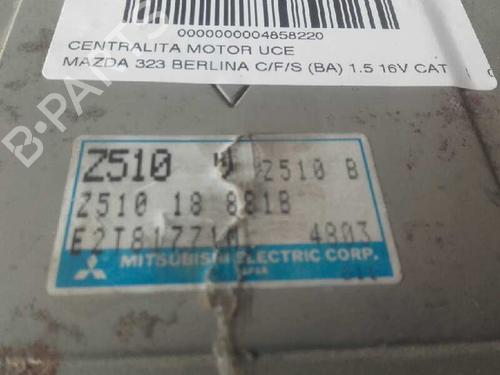 0000000004858220
CENTRALITA MOTOR UCE
MAZDA 323 BERLINA C/F/S (BA) 1.5 16V CAT
B-PARTS
Z510 Z510 B
Z510 18 881B
4803
MITSUBISHI ELECTRIC CORP.
JAPAN